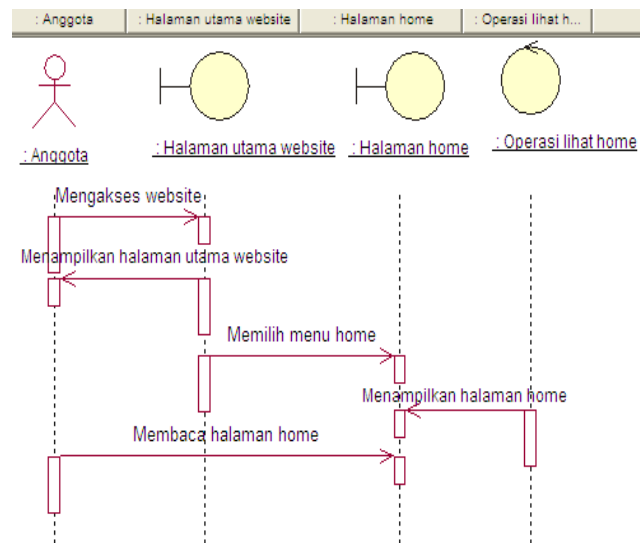 : Anggota
: Halaman utama website
: Halaman home
: Operasi lihat h...
: Anggota
: Halaman utama website
: Halaman home
: Operasi lihat home
Mengakses website
Menampilkan halaman utama website
Memilih menu home
Menampilkan halaman home
Membaca halaman home